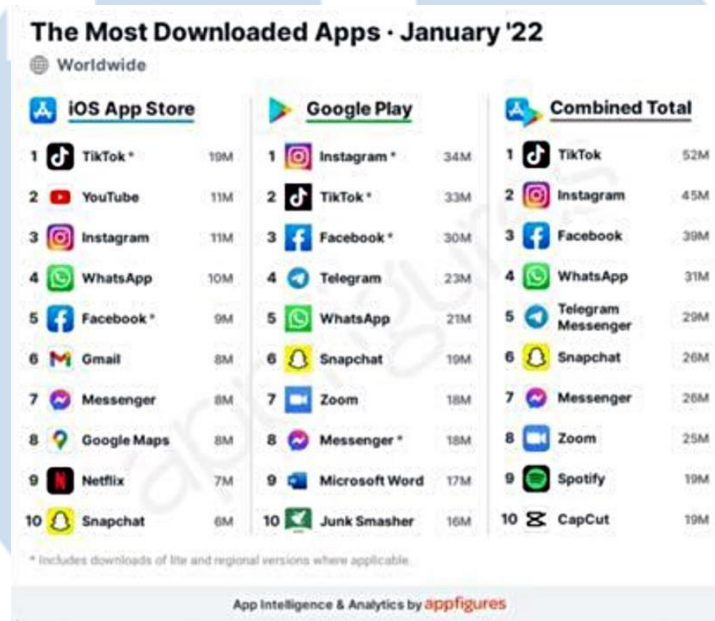 The Most Downloaded Apps · January '22
Worldwide
iOS App Store
1 TikTok * 19M
2 YouTube 11M
3 Instagram 11M
4 WhatsApp 10M
5 Facebook * 9M
6 Gmail 8M
7 Messenger 8M
8 Google Maps 8M
9 Netflix 7M
10 Snapchat 6M
Google Play
1 Instagram * 34M
2 TikTok * 33M
3 Facebook * 30M
4 Telegram 23M
5 WhatsApp 21M
6 Snapchat 19M
7 Zoom 18M
8 Messenger * 18M
9 Microsoft Word 17M
10 Junk Smasher 16M
Combined Total
1 TikTok 52M
2 Instagram 45M
3 Facebook 39M
4 WhatsApp 31M
5 Telegram
Messenger 29M
6 Snapchat 26M
7 Messenger 26M
8 Zoom 25M
9 Spotify 19M
10 CapCut 19M
* Includes downloads of lite and regional versions where applicable.
App Intelligence & Analytics by appfigures
appfigures